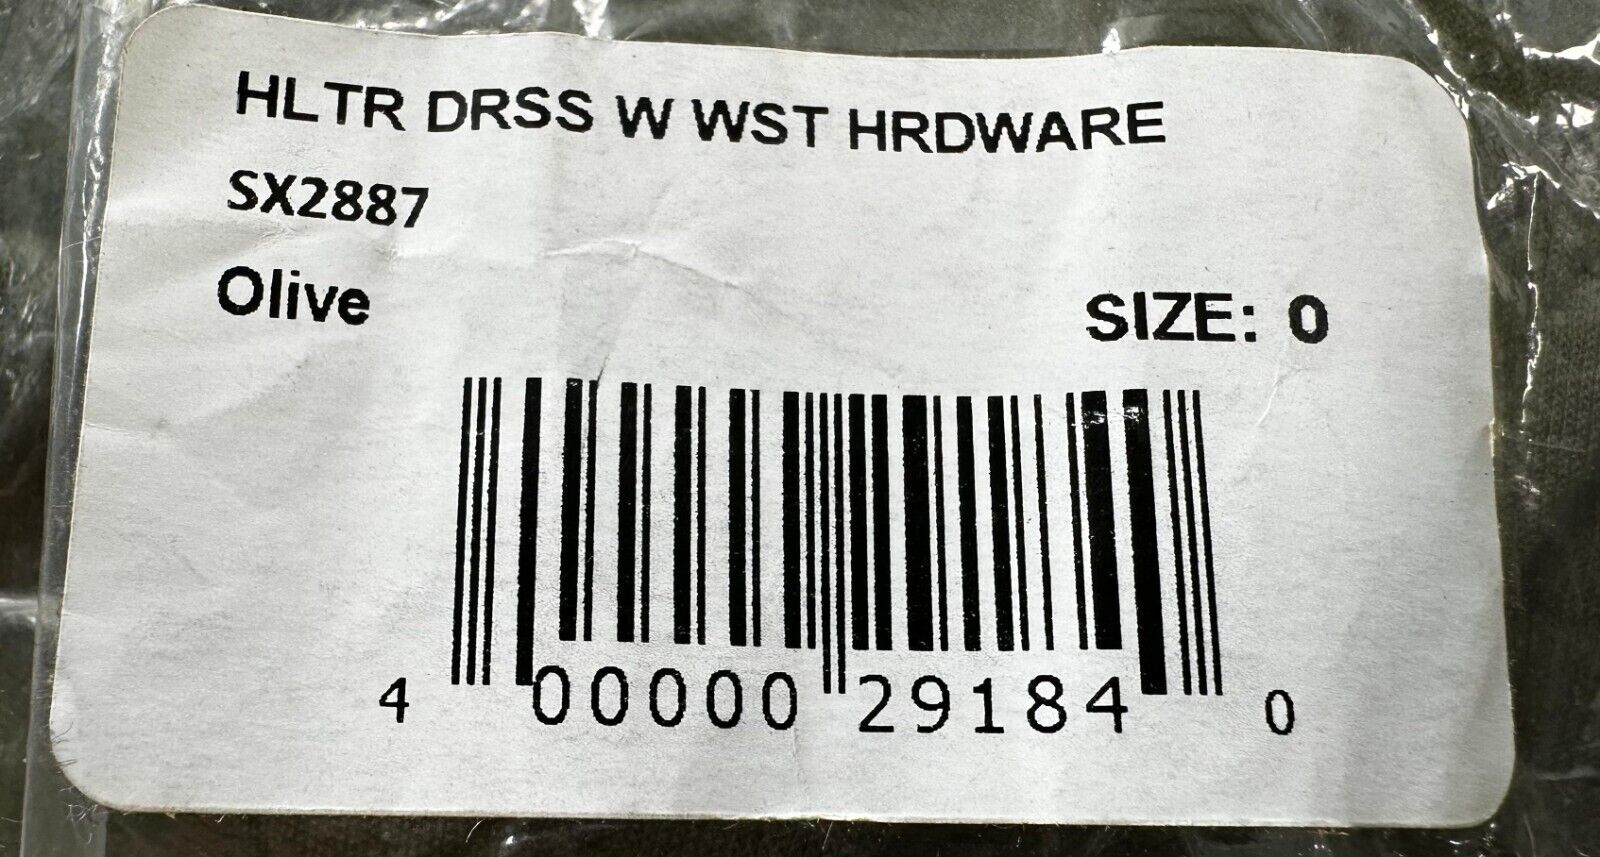 HLTR DRSS W WST HRDWARE
SX2887
Olive
SIZE: 0
4 00000 29184 0